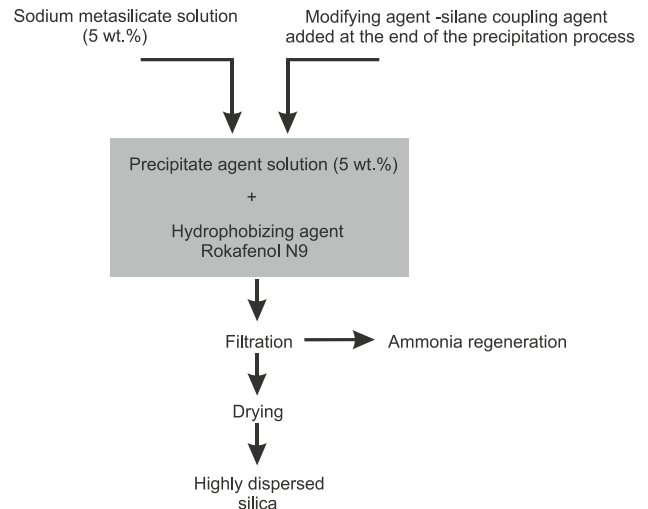 Sodium metasilicate solution
(5 wt.%)
Modifying agent -silane coupling agent
added at the end of the precipitation process
Precipitate agent solution (5 wt.%)
+
Hydrophobizing agent
Rokafenol N9
Filtration
Ammonia regeneration
Drying
Highly dispersed
silica